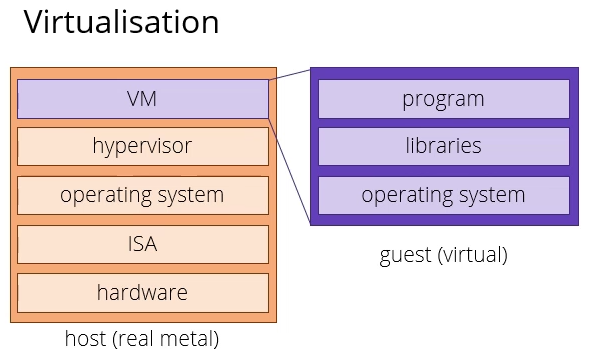 Virtualisation
VM
hypervisor
operating system
ISA
hardware
host (real metal)
program
libraries
operating system
guest (virtual)